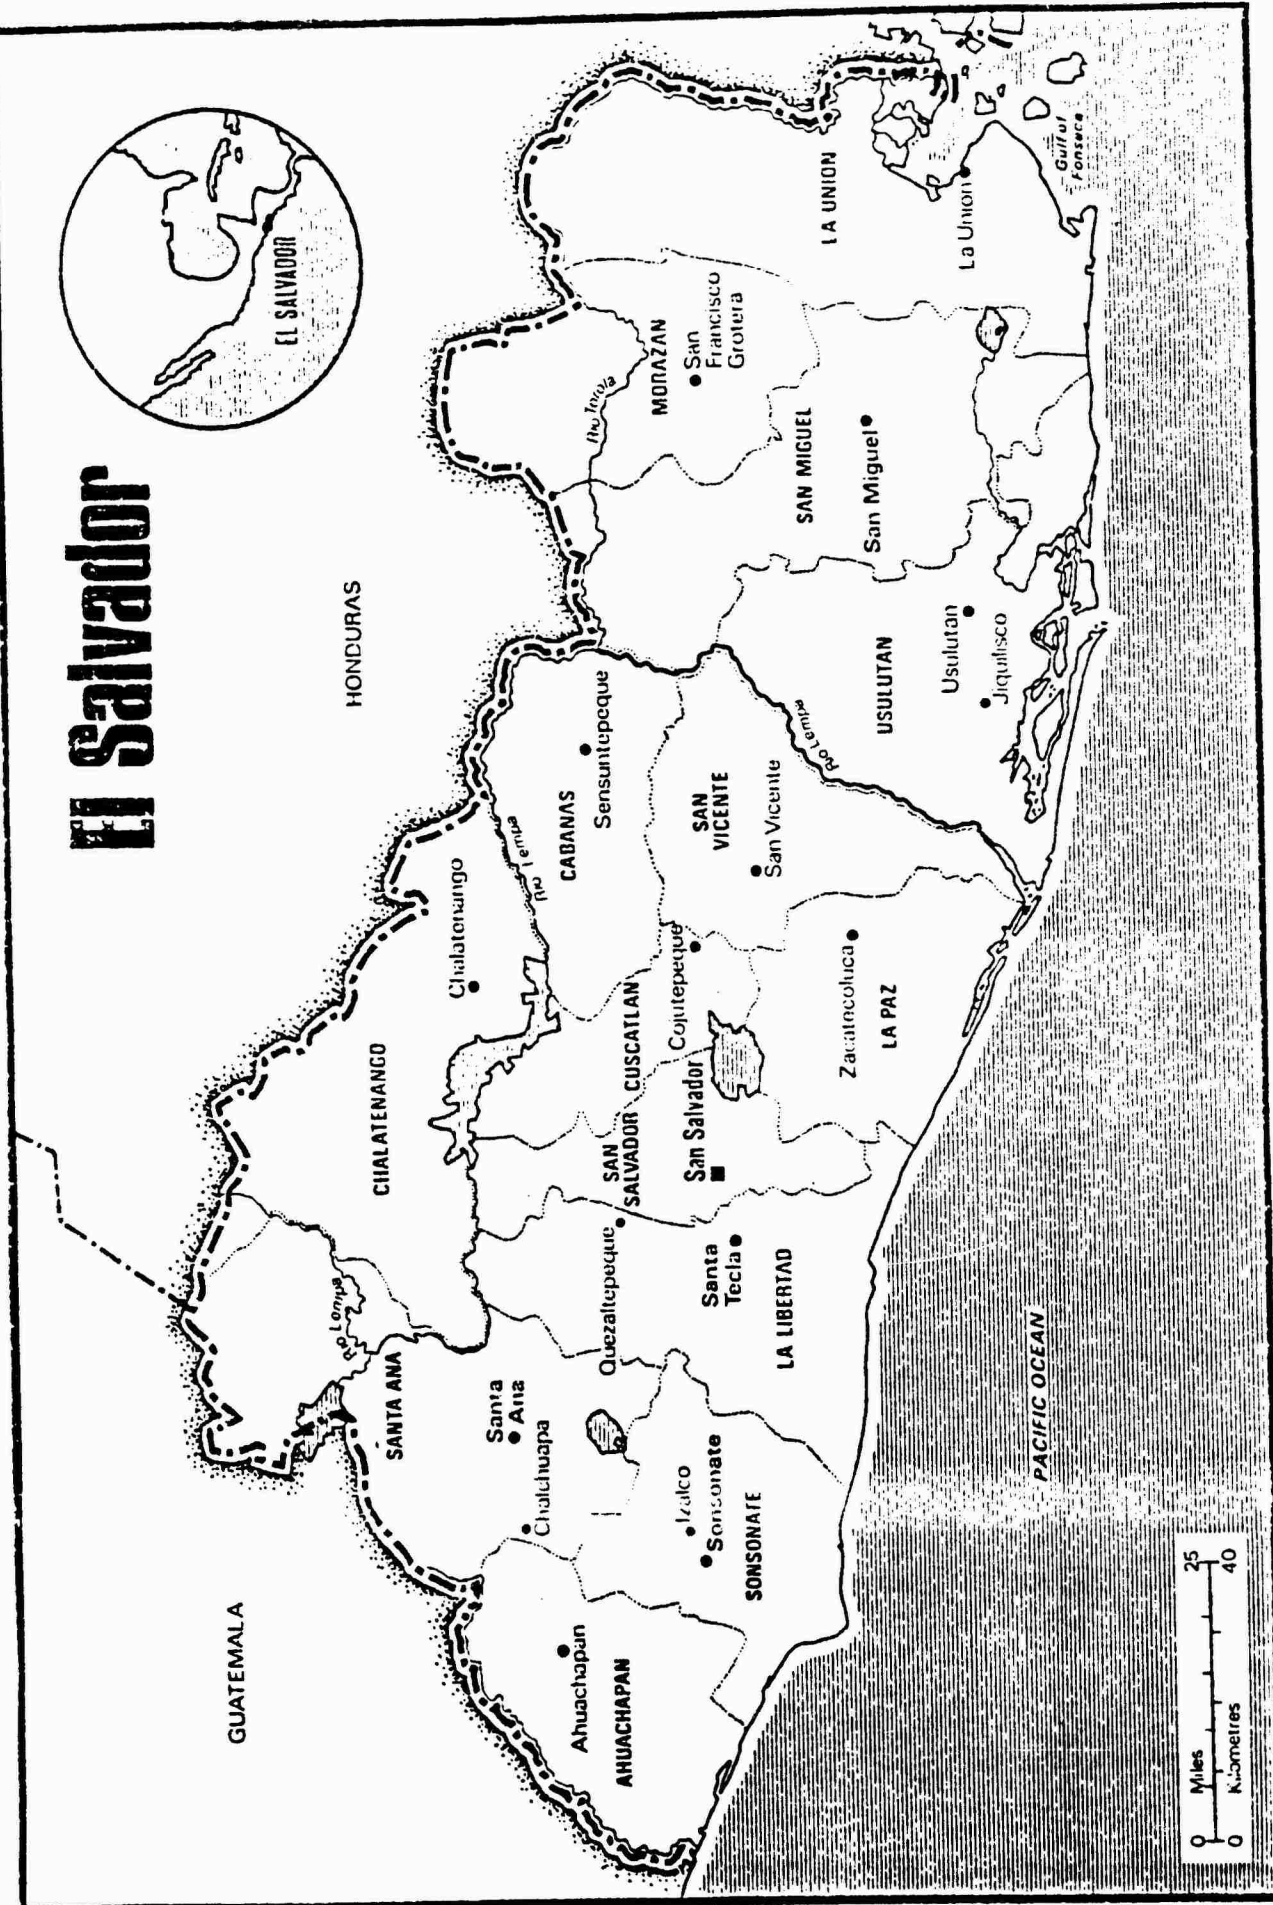 El Salvador
EL SALVADOR
GUATEMALA
HONDURAS
CHALATENANGO
Chalatonango
Rio Lempa
SANTA ANA
Santa
Ana
Chalchuapa
Rio Lempa
CABANAS
Sensuntepeque
Rio Torola
MORAZAN
San
Francisco
Grotera
LA UNION
La Union
Gulf of
Fonseca
AHUACHAPAN
Ahuachapan
Izalco
Sonsonate
SONSONATE
Quezaltepeque
Santa
Tecla
LA LIBERTAD
SAN
SALVADOR
San Salvador
CUSCATLAN
Cojutepeque
SAN
VICENTE
San Vicente
Rio Lempa
Zacatecoluca
LA PAZ
USULUTAN
Usulutan
Jiquilisco
SAN MIGUEL
San Miguel
PACIFIC OCEAN
0 Miles 25
0 Kilometres 40